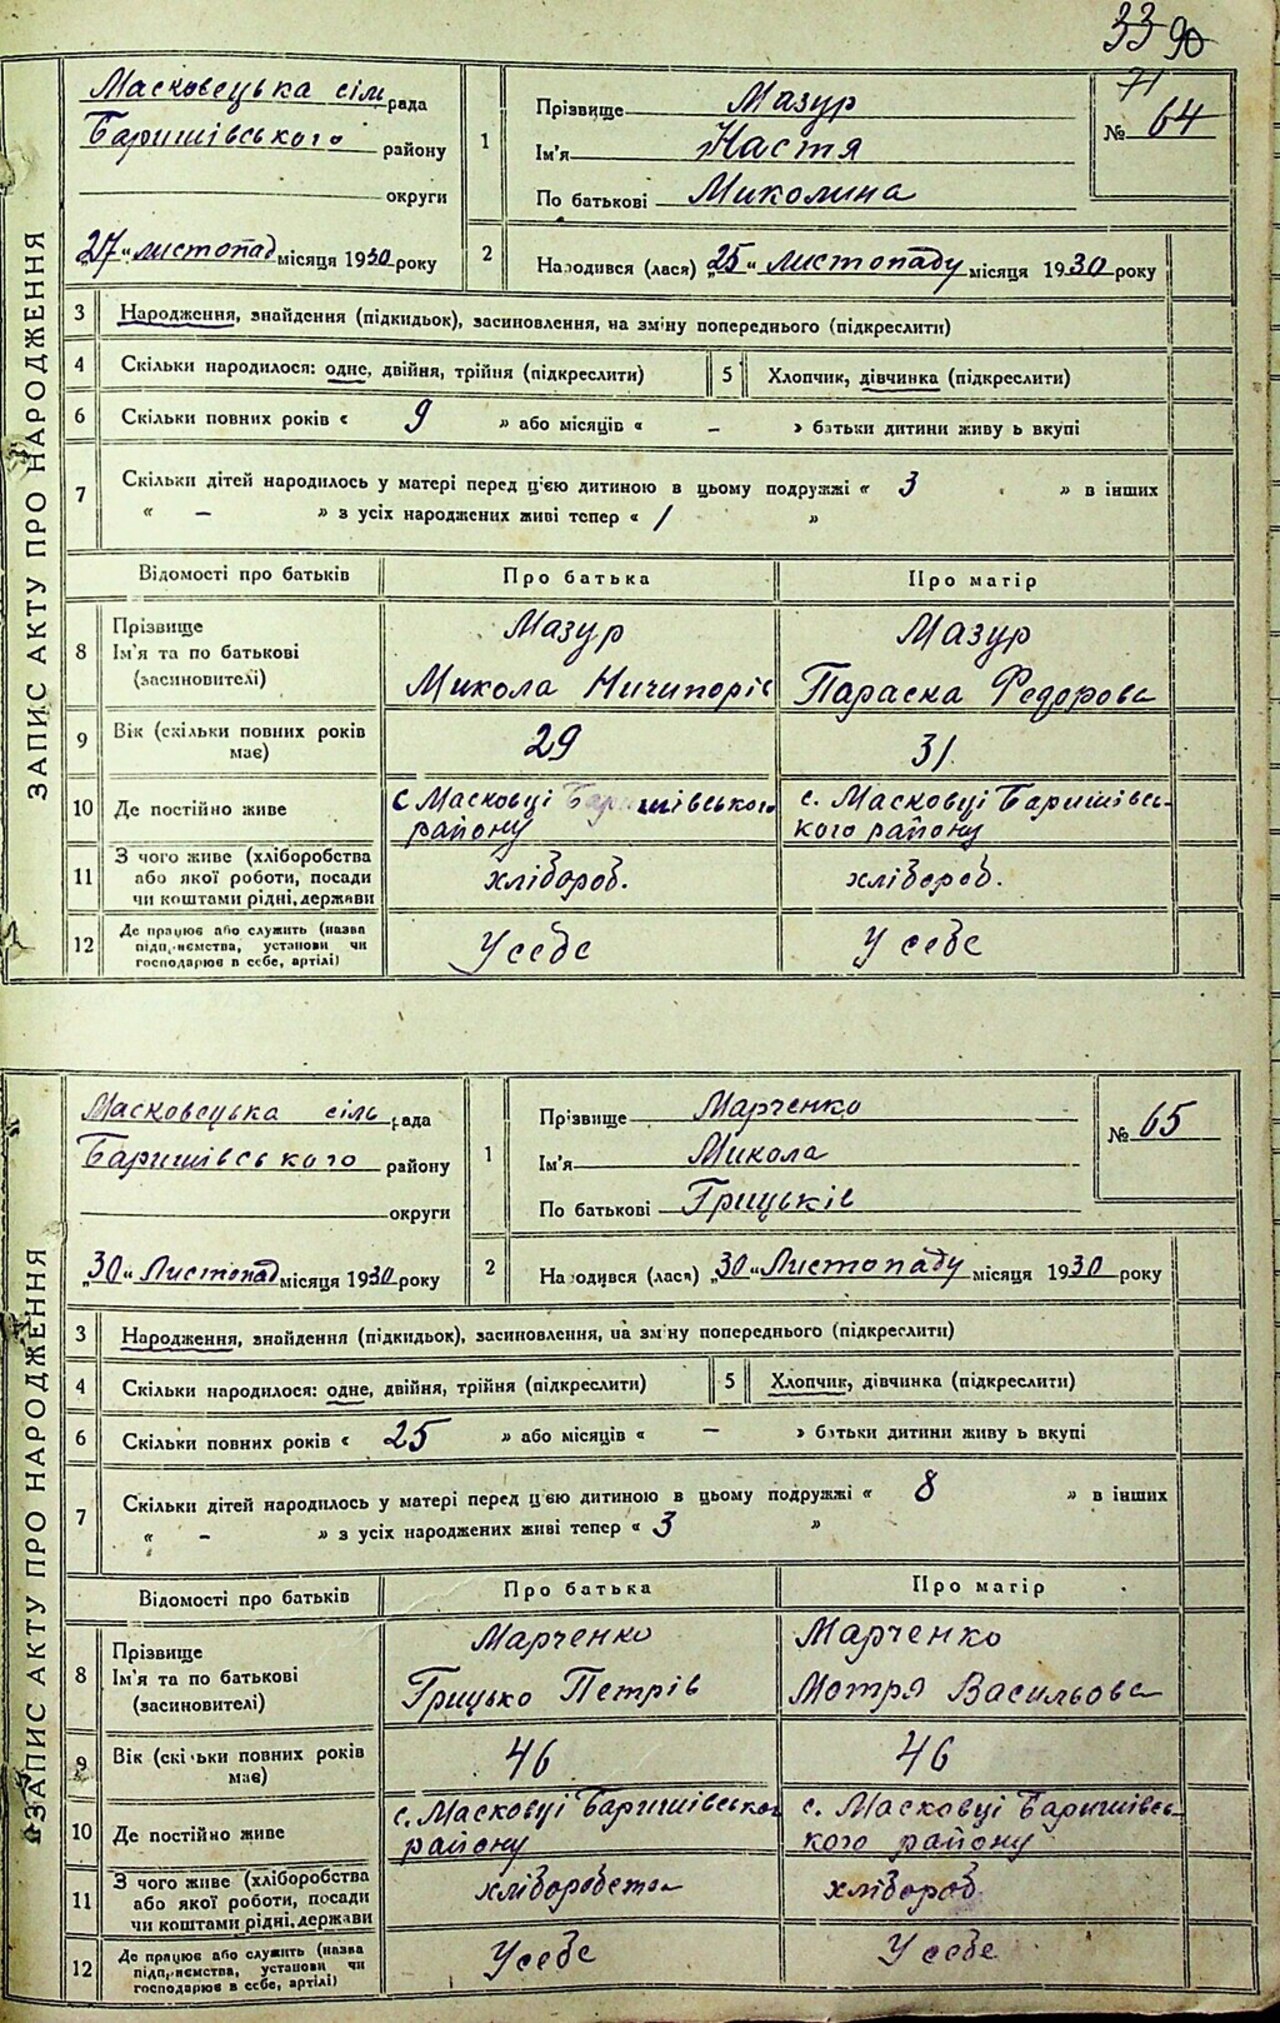 33 90
ЗАПИС АКТУ ПРО НАРОДЖЕННЯ
Масковецька сільрада
Баришівського району
округи
„27“ листопад місяця 1930 року
1
Прізвище Мазур
Ім'я Настя
По батькові Миколина
71
№ 64
2
Народився (лася) „25“ листопаду місяця 1930 року
3 Народження, знайдення (підкидьок), засиновлення, на зміну попереднього (підкреслити)
4 Скільки народилося: одне, двійня, трійня (підкреслити) 5 Хлопчик, дівчинка (підкреслити)
6 Скільки повних років « 9 » або місяців « – » батьки дитини живуть вкупі
7 Скільки дітей народилось у матері перед ц'єю дитиною в цьому подружжі « 3 » в інших
« – » з усіх народжених живі тепер « 1 »
Відомості про батьків Про батька Про матір
8 Прізвище Мазур Мазур
Ім'я та по батькові Микола Ничипорів Параска Федорова
(засиновителі)
9 Вік (скільки повних років має) 29 31
10 Де постійно живе с Масковці Баришівського району с. Масковці Баришівського району
11 З чого живе (хліборобства або якої роботи, посади чи коштами рідні, держави хлібороб. хлібороб.
12 Де працює або служить (назва підприємства, установи чи господарює в себе, артілі) У себе У себе
ЗАПИС АКТУ ПРО НАРОДЖЕННЯ
Масковецька сільрада
Баришівського району
округи
„30“ Листопад місяця 1930 року
1
Прізвище Марченко
Ім'я Микола
По батькові Грицьків
№ 65
2
Народився (лася) „30“ Листопаду місяця 1930 року
3 Народження, знайдення (підкидьок), засиновлення, на зміну попереднього (підкреслити)
4 Скільки народилося: одне, двійня, трійня (підкреслити) 5 Хлопчик, дівчинка (підкреслити)
6 Скільки повних років « 25 » або місяців « – » батьки дитини живуть вкупі
7 Скільки дітей народилось у матері перед ц'єю дитиною в цьому подружжі « 8 » в інших
« – » з усіх народжених живі тепер « 3 »
Відомості про батьків Про батька Про матір
8 Прізвище Марченко Марченко
Ім'я та по батькові Грицько Петрів Мотря Васильова
(засиновителі)
9 Вік (скільки повних років має) 46 46
10 Де постійно живе с. Масковці Баришівського району с. Масковці Баришівського району
11 З чого живе (хліборобства або якої роботи, посади чи коштами рідні, держави хліборобство хлібороб
12 Де працює або служить (назва підприємства, установи чи господарює в себе, артілі) У себе У себе